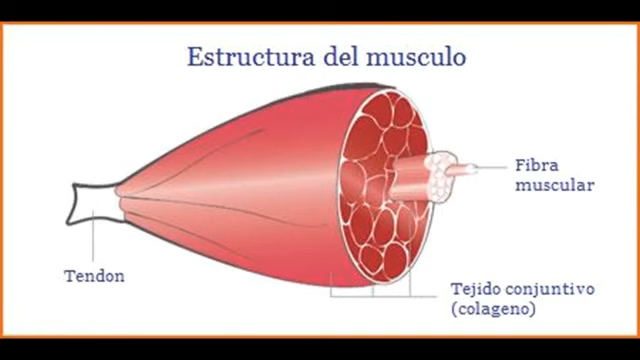 Estructura del musculo
Fibra
muscular
Tendon
Tejido conjuntivo
(colageno)